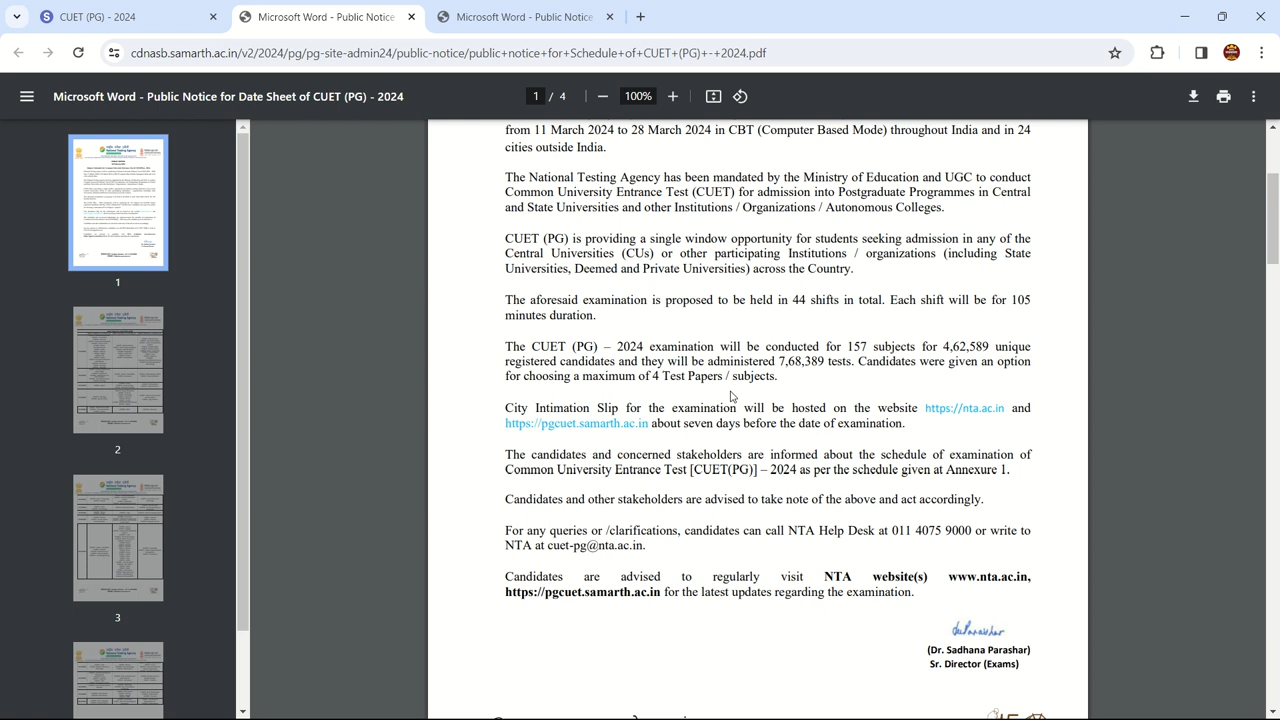 CUET (PG) - 2024
Microsoft Word - Public Notice
Microsoft Word - Public Notice
cdnasb.samarth.ac.in/v2/2024/pg/pg-site-admin24/public-notice/public+notice+for+Schedule+of+CUET+(PG)+-+2024.pdf
Microsoft Word - Public Notice for Date Sheet of CUET (PG) - 2024
1 / 4
100%
from 11 March 2024 to 28 March 2024 in CBT (Computer Based Mode) throughout India and in 24
cities outside India.
The National Testing Agency has been mandated by the Ministry of Education and UGC to conduct
Common University Entrance Test (CUET) for admission into Postgraduate Programmes in Central
/ State Universities and other Institutions / Organizations / Autonomous Colleges.
CUET (PG) is providing a single window opportunity for students seeking admission in any of the
Central Universities (CUs) or other participating Institutions / organizations (including State
Universities, Deemed and Private Universities) across the Country.
The aforesaid examination is proposed to be held in 44 shifts in total. Each shift will be for 105
minutes duration.
The CUET (PG) – 2024 examination will be conducted for 157 subjects for 4,62,589 unique
registered candidates and they will be administered 7,68,389 tests. Candidates were given an option
for choosing maximum of 4 Test Papers / subjects.
City Intimation Slip for the examination will be hosted on the website https://nta.ac.in and
https://pgcuet.samarth.ac.in about seven days before the date of examination.
The candidates and concerned stakeholders are informed about the schedule of examination of
Common University Entrance Test [CUET(PG)] – 2024 as per the schedule given at Annexure 1.
Candidates and other stakeholders are advised to take note of the above and act accordingly.
For any queries or /clarifications, candidates can call NTA Help Desk at 011 4075 9000 or write to
NTA at cuet-pg@nta.ac.in.
Candidates are advised to regularly visit NTA website(s) www.nta.ac.in,
https://pgcuet.samarth.ac.in for the latest updates regarding the examination.
(Dr. Sadhana Parashar)
Sr. Director (Exams)
1
2
3